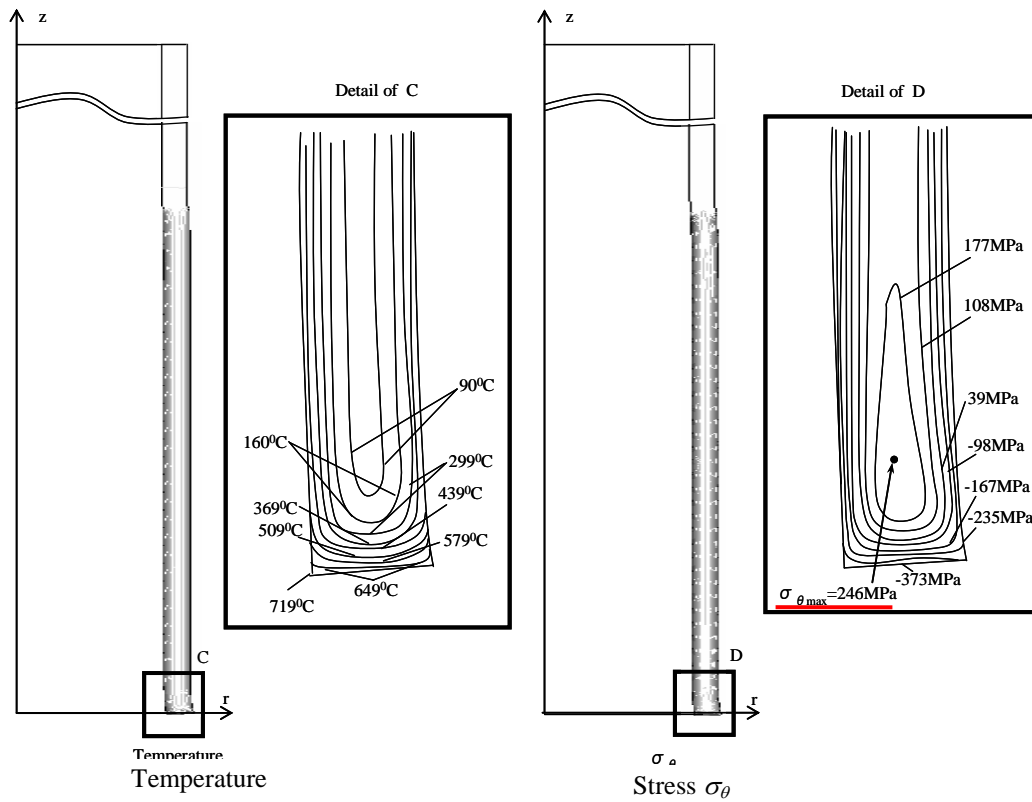 z
Detail of C
90⁰C
160⁰C
299⁰C
369⁰C
439⁰C
509⁰C
579⁰C
719⁰C
649⁰C
C
r
Temperature
Temperature
z
Detail of D
177MPa
108MPa
39MPa
-98MPa
-167MPa
-235MPa
-373MPa
σ θmax=246MPa
D
r
σ θ
Stress σθ